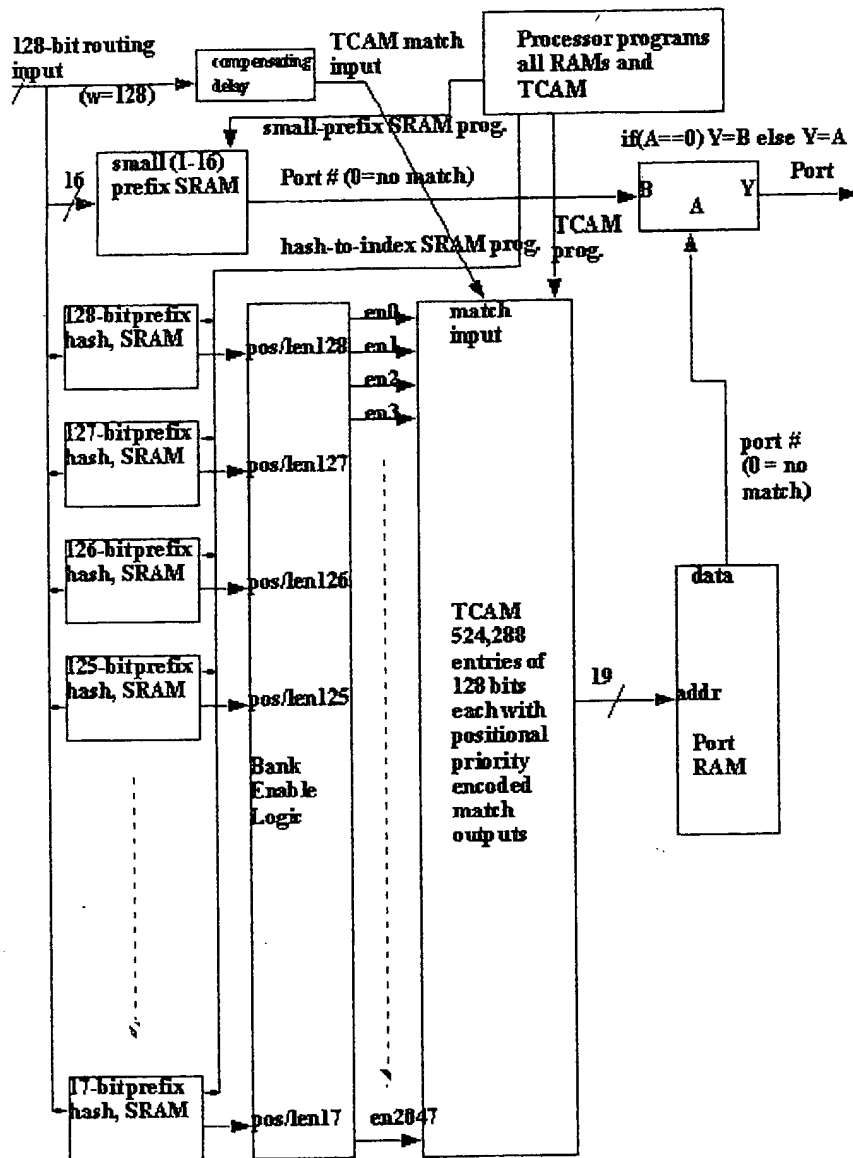 128-bit routing
input
(w=128)
compensating
delay
TCAM match
input
Processor programs
all RAMs and
TCAM
small-prefix SRAM prog.
if(A==0) Y=B else Y=A
16
small (1-16)
prefix SRAM
Port # (0=no match)
B
A
Y
Port
A
hash-to-index SRAM prog.
TCAM
prog.
128-bitprefix
hash, SRAM
pos/len128
en0
en1
en2
en3
match
input
127-bitprefix
hash, SRAM
pos/len127
port #
(0 = no
match)
126-bitprefix
hash, SRAM
pos/len126
data
125-bitprefix
hash, SRAM
pos/len125
TCAM
524,288
entries of
128 bits
each with
positional
priority
encoded
match
outputs
19
addr
Port
RAM
Bank
Enable
Logic
17-bitprefix
hash, SRAM
pos/len17
en2047